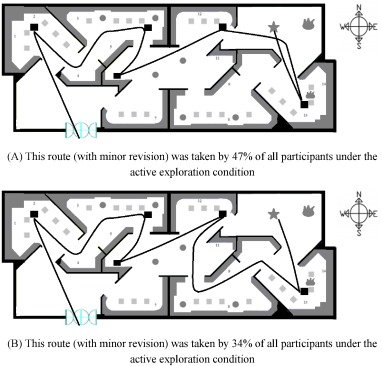 N
W E
S
(A) This route (with minor revision) was taken by 47% of all participants under the
active exploration condition
N
W E
S
(B) This route (with minor revision) was taken by 34% of all participants under the
active exploration condition